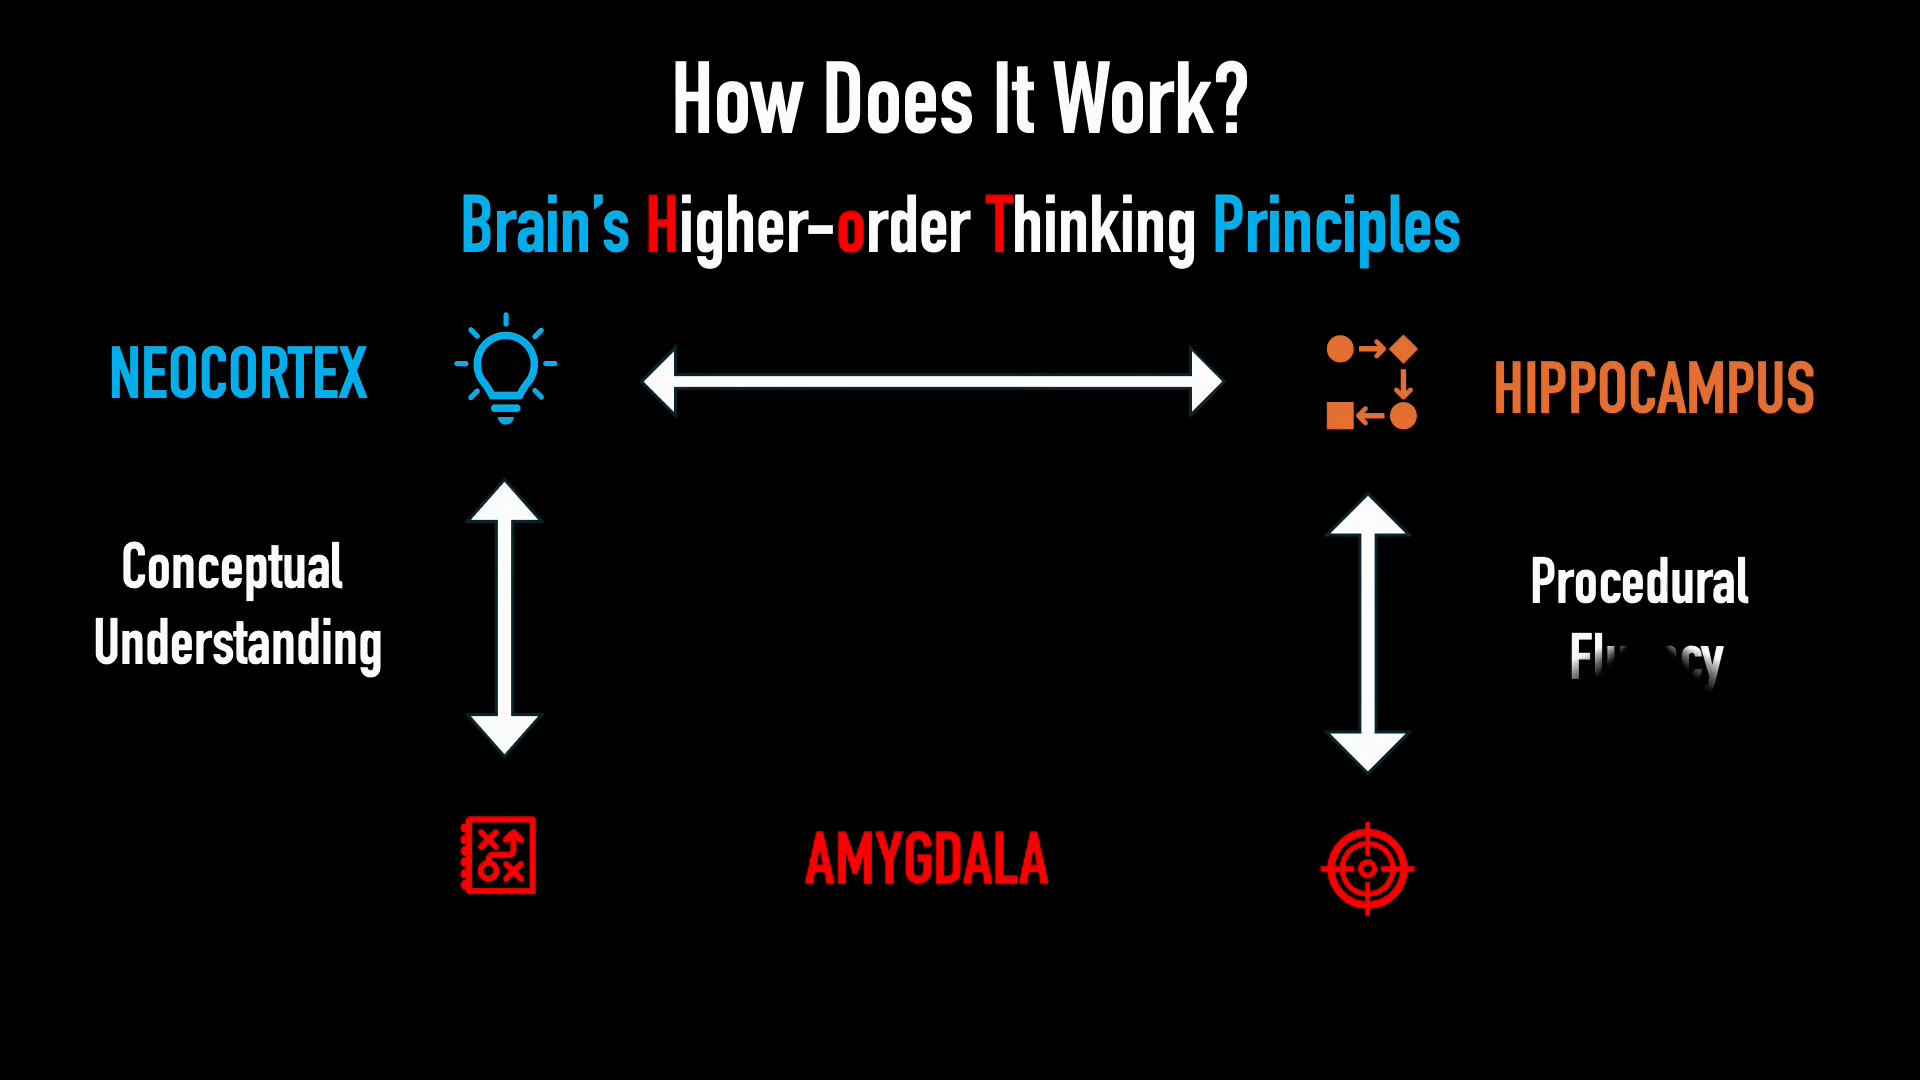 How Does It Work?
Brain's Higher-order Thinking Principles
NEOCORTEX
HIPPOCAMPUS
Conceptual
Understanding
Procedural
AMYGDALA